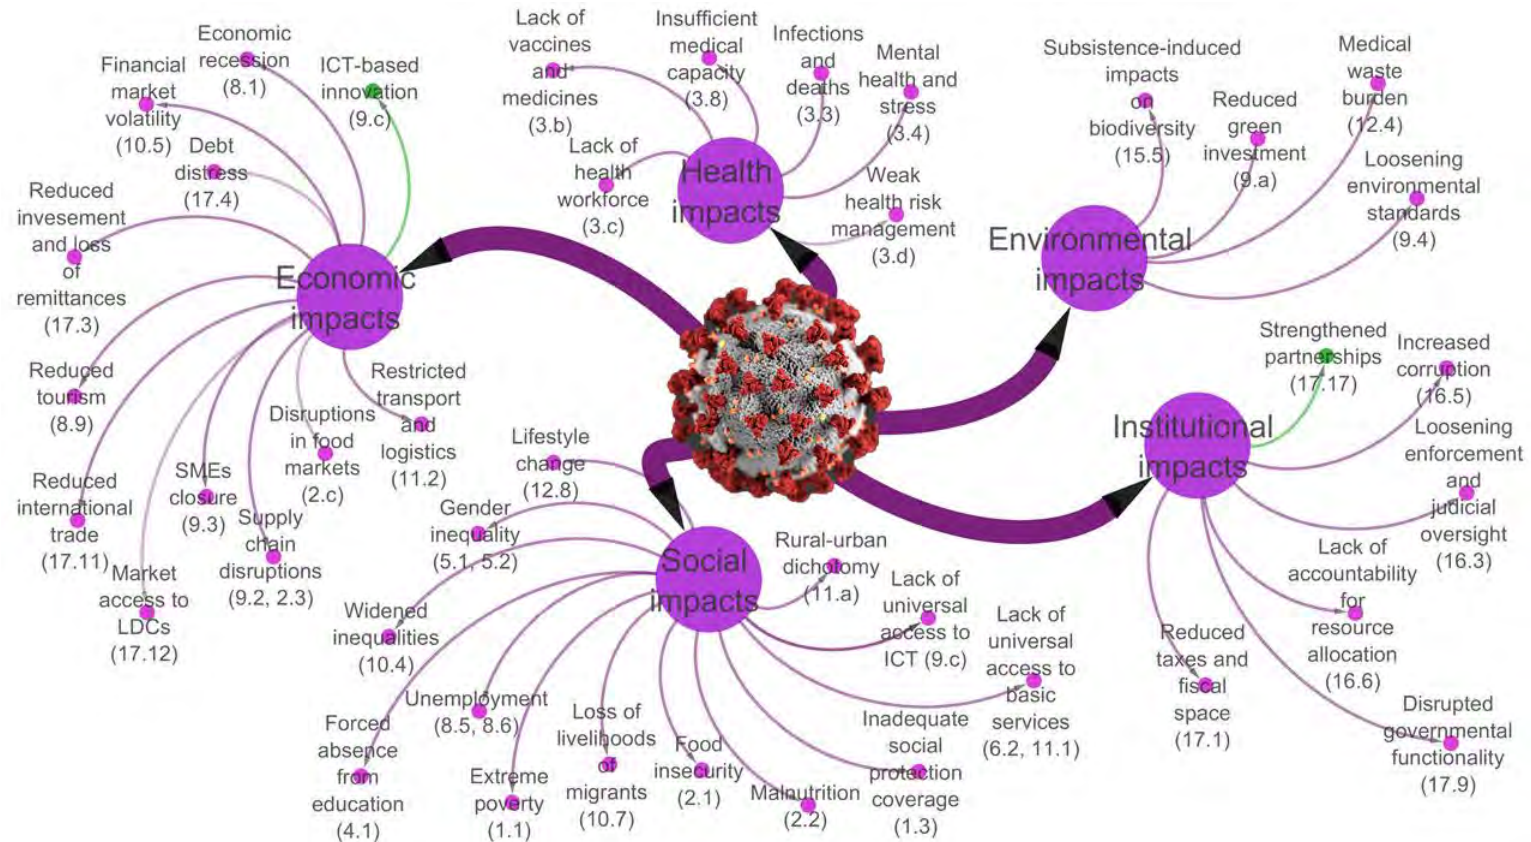 Economic
recession
(8.1)
Financial
market
volatility
(10.5)
ICT-based
innovation
(9.c)
Debt
distress
(17.4)
Reduced
invesement
and loss
of
remittances
(17.3)
Economic
impacts
Reduced
tourism
(8.9)
Reduced
international
trade
(17.11)
Market
access to
LDCs
(17.12)
SMEs
closure
(9.3)
Supply
chain
disruptions
(9.2, 2.3)
Disruptions
in food
markets
(2.c)
Restricted
transport
and
logistics
(11.2)
Lack of
vaccines
and
medicines
(3.b)
Insufficient
medical
capacity
(3.8)
Infections
and
deaths
(3.3)
Mental
health and
stress
(3.4)
Lack of
health
workforce
(3.c)
Health
impacts
Weak
health risk
management
(3.d)
Subsistence-induced
impacts
on
biodiversity
(15.5)
Reduced
green
investment
(9.a)
Medical
waste
burden
(12.4)
Loosening
environmental
standards
(9.4)
Environmental
impacts
Strengthened
partnerships
(17.17)
Increased
corruption
(16.5)
Institutional
impacts
Loosening
enforcement
and
judicial
oversight
(16.3)
Lack of
accountability
for
resource
allocation
(16.6)
Reduced
taxes and
fiscal
space
(17.1)
Disrupted
governmental
functionality
(17.9)
Lifestyle
change
(12.8)
Gender
inequality
(5.1, 5.2)
Social
impacts
Rural-urban
dichotomy
(11.a)
Lack of
universal
access to
ICT (9.c)
Lack of
universal
access to
basic
services
(6.2, 11.1)
Widened
inequalities
(10.4)
Unemployment
(8.5, 8.6)
Forced
absence
from
education
(4.1)
Extreme
poverty
(1.1)
Loss of
livelihoods
of
migrants
(10.7)
Food
insecurity
(2.1)
Malnutrition
(2.2)
Inadequate
social
protection
coverage
(1.3)